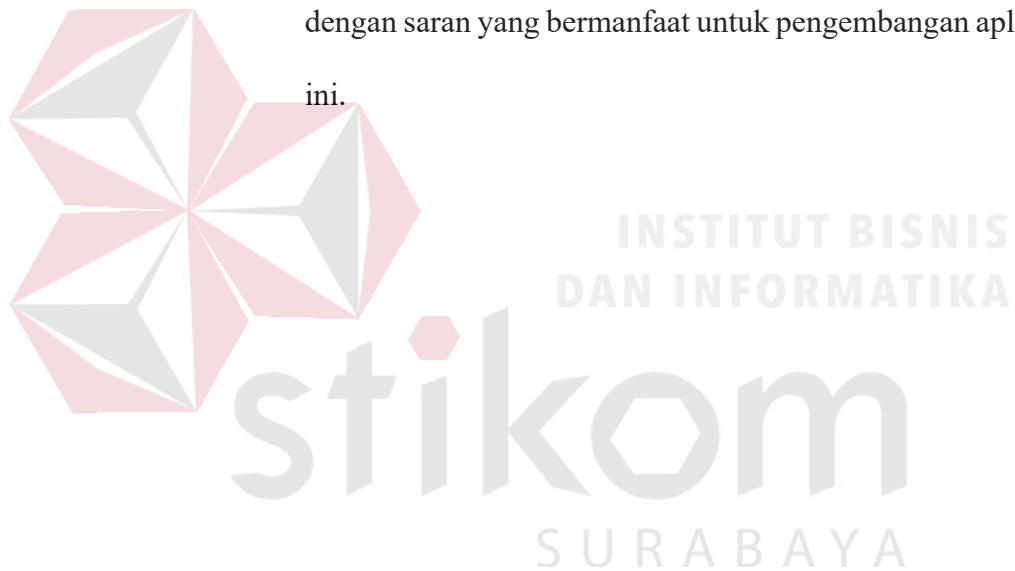 dengan saran yang bermanfaat untuk pengembangan apl
ini.
INSTITUT BISNIS
DAN INFORMATIKA
stikom
SURABAYA